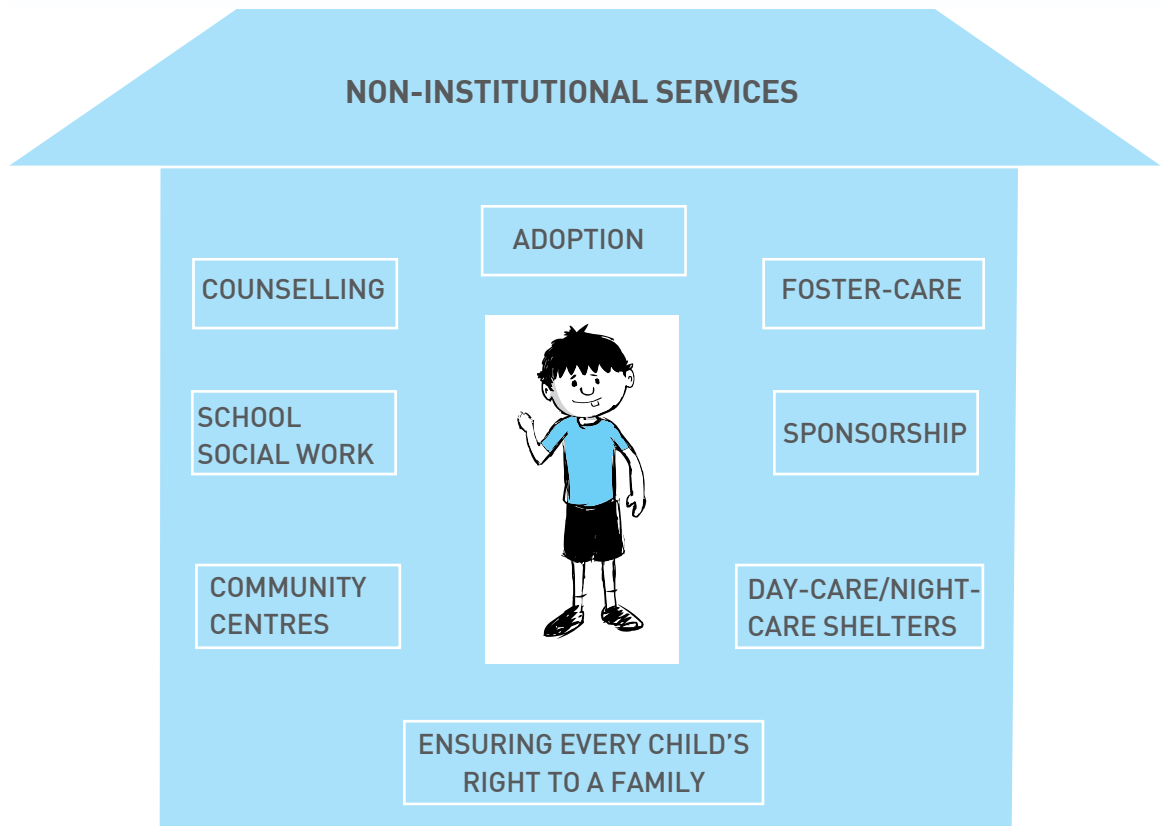 NON-INSTITUTIONAL SERVICES
ADOPTION
COUNSELLING
FOSTER-CARE
SCHOOL
SOCIAL WORK
SPONSORSHIP
COMMUNITY
CENTRES
DAY-CARE/NIGHT-
CARE SHELTERS
ENSURING EVERY CHILD’S
RIGHT TO A FAMILY